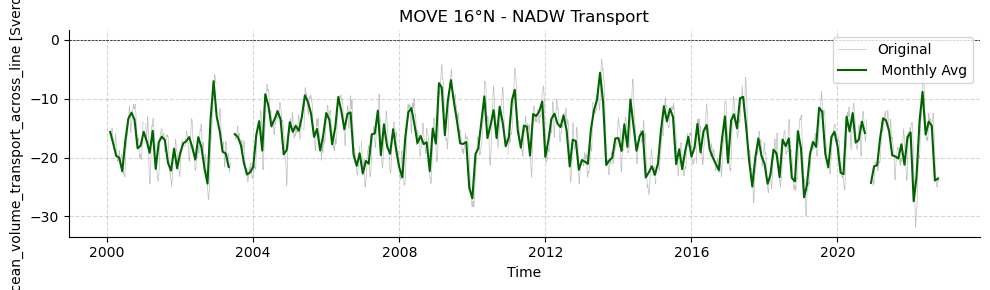 MOVE 16°N - NADW Transport
cean_volume_transport_across_line [Sverd
0
−10
−20
−30
Original
Monthly Avg
2000 2004 2008 2012 2016 2020
Time